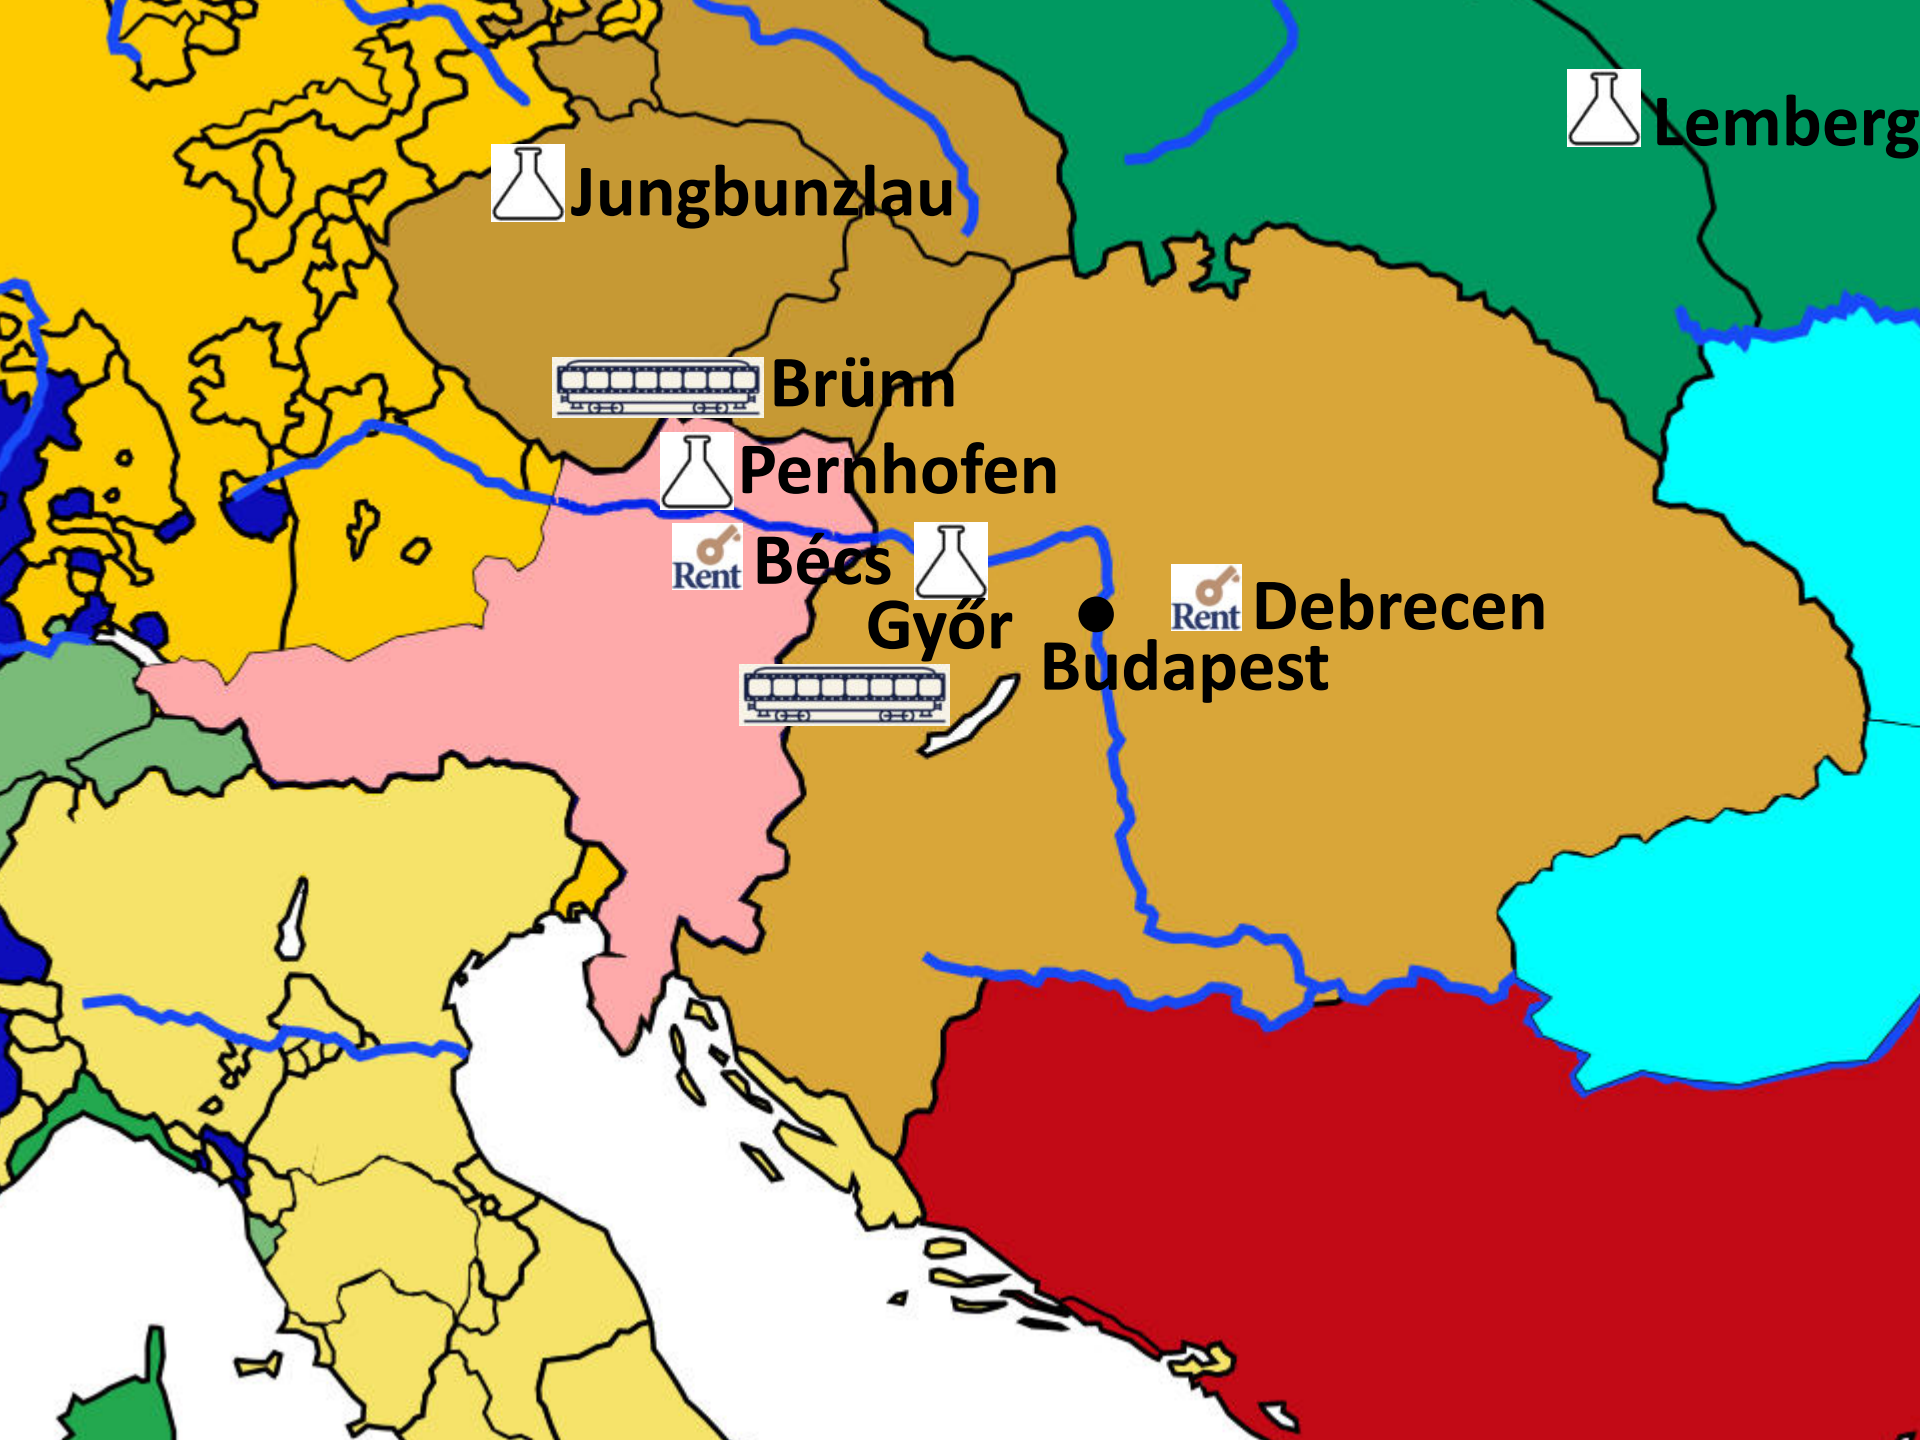 Lemberg
Jungbunzlau
Brünn
Pernhofen
Rent Bécs
Győr
Rent Debrecen
Budapest